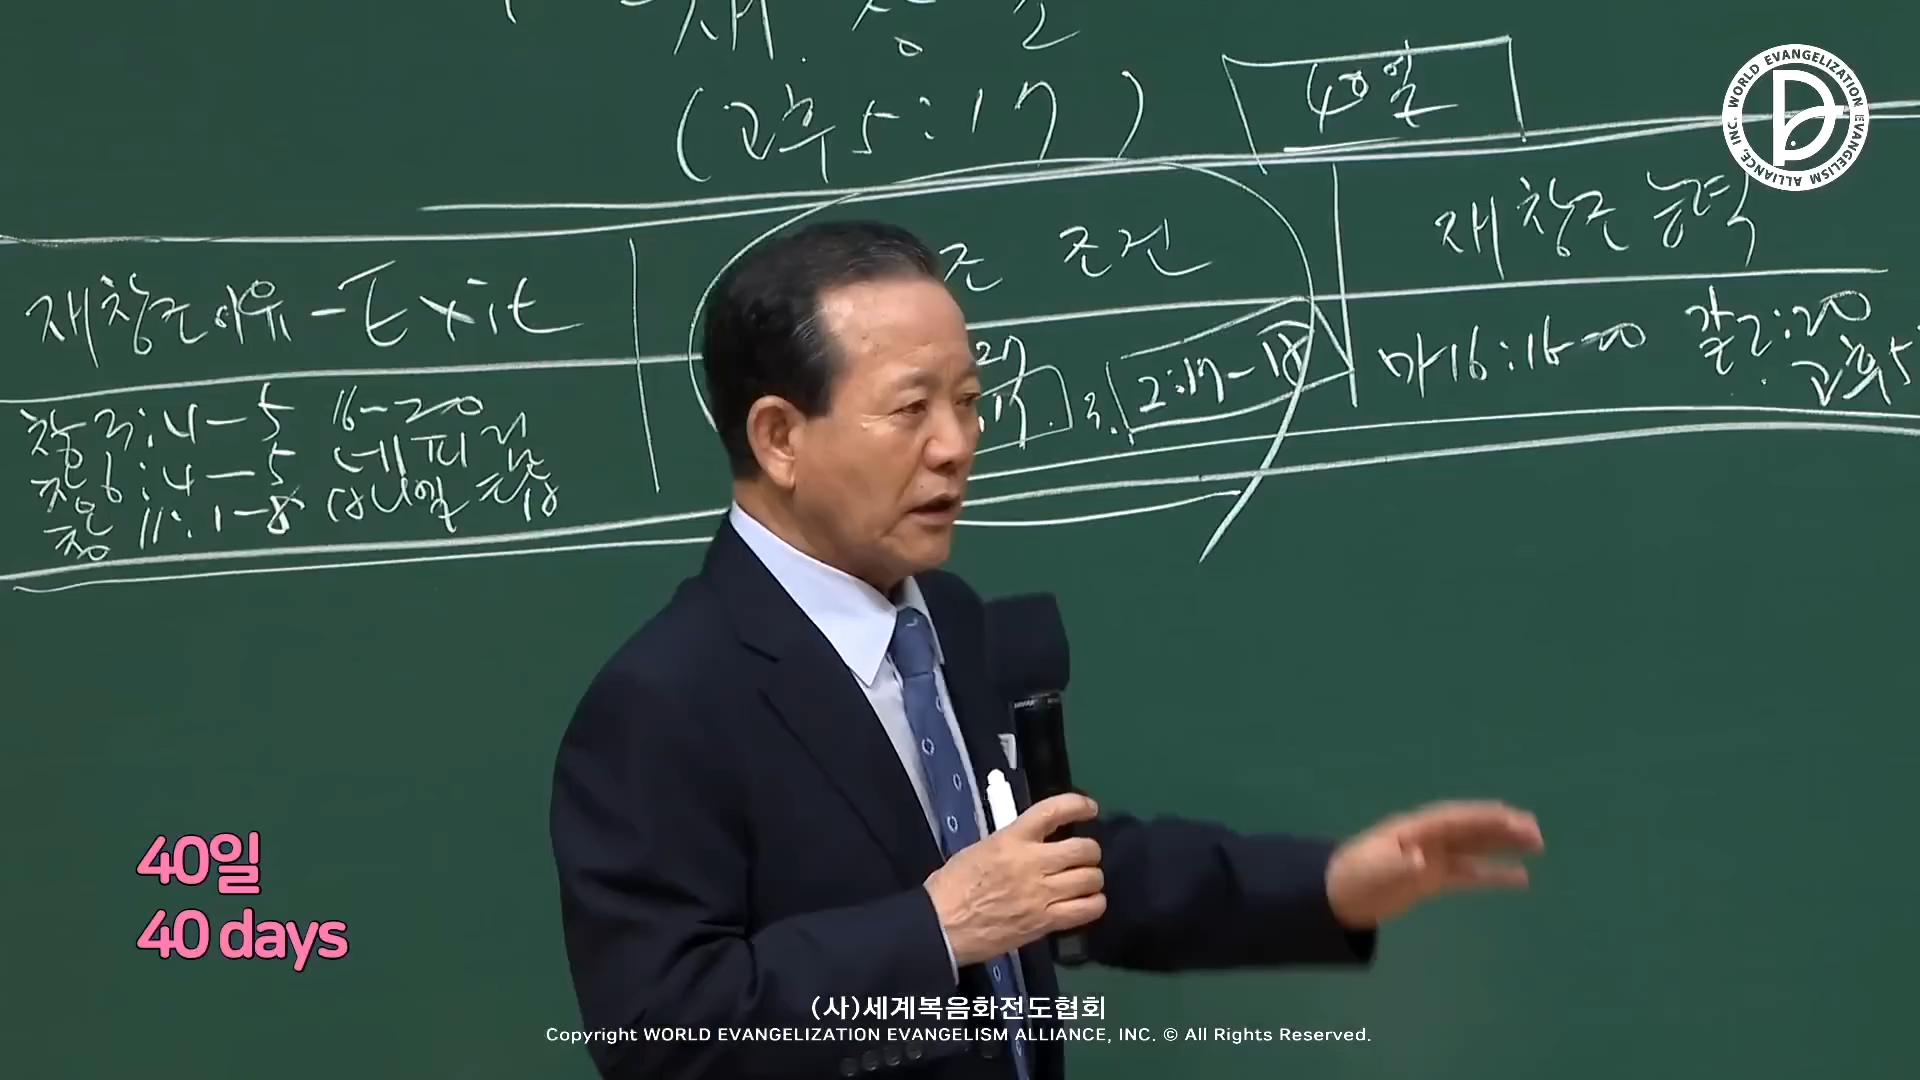 (고후5:17)
40일
재창조이유-Exit
조 조건
재창조 능력
창3:4-5 16-20
창6:4-5 네피림
창11:1-8 바벨탑
27
2:17-18
마16:16-20 갈2:20
고후5
WORLD EVANGELIZATION EVANGELISM ALLIANCE, INC.
40일
40 days
(사)세계복음화전도협회
Copyright WORLD EVANGELIZATION EVANGELISM ALLIANCE, INC. © All Rights Reserved.